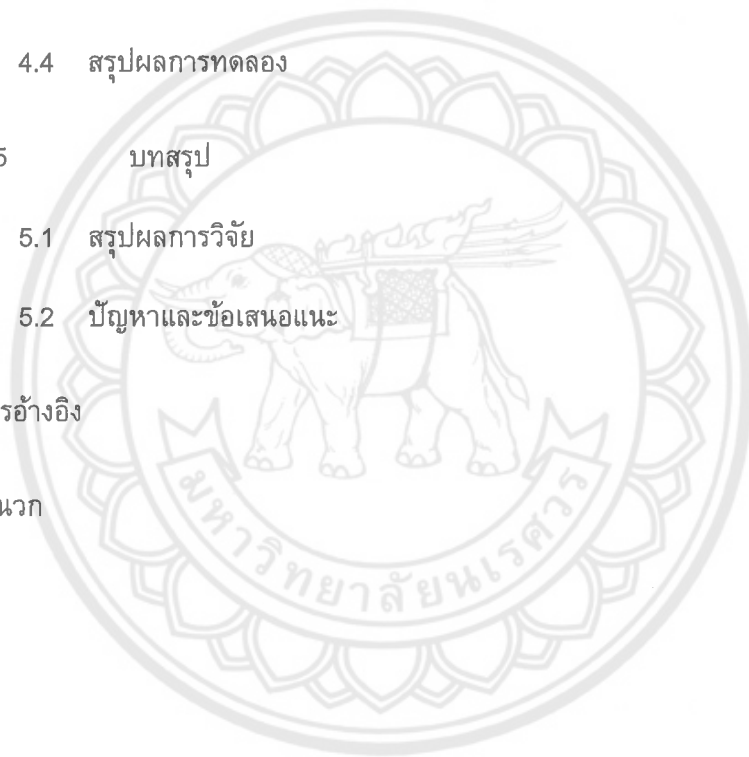 4.4 สรุปผลการทดลอง
5 บทสรุป
5.1 สรุปผลการวิจัย
5.2 ปัญหาและข้อเสนอแนะ
รอ้างอิง
นวก
มหาวิทยาลัยนเรศวร